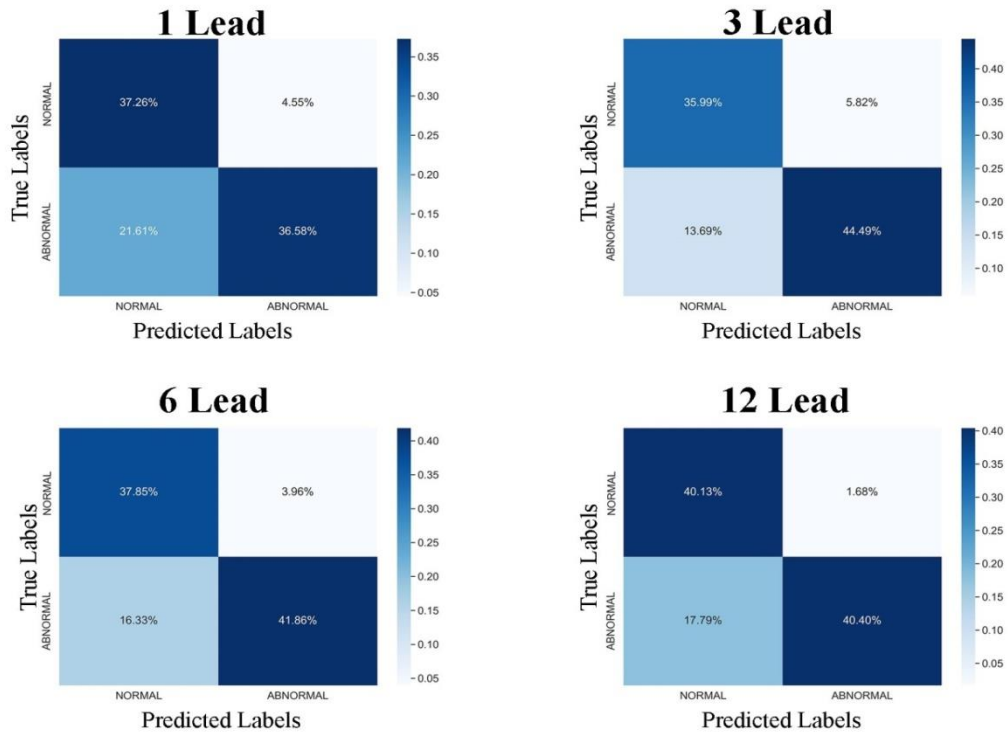 1 Lead
True Labels
NORMAL
ABNORMAL
37.26%
4.55%
21.61%
36.58%
NORMAL
ABNORMAL
Predicted Labels
0.35
0.30
0.25
0.20
0.15
0.10
0.05
3 Lead
True Labels
NORMAL
ABNORMAL
35.99%
5.82%
13.69%
44.49%
NORMAL
ABNORMAL
Predicted Labels
0.40
0.35
0.30
0.25
0.20
0.15
0.10
6 Lead
True Labels
NORMAL
ABNORMAL
37.85%
3.96%
16.33%
41.86%
NORMAL
ABNORMAL
Predicted Labels
0.40
0.35
0.30
0.25
0.20
0.15
0.10
0.05
12 Lead
True Labels
NORMAL
ABNORMAL
40.13%
1.68%
17.79%
40.40%
NORMAL
ABNORMAL
Predicted Labels
0.40
0.35
0.30
0.25
0.20
0.15
0.10
0.05